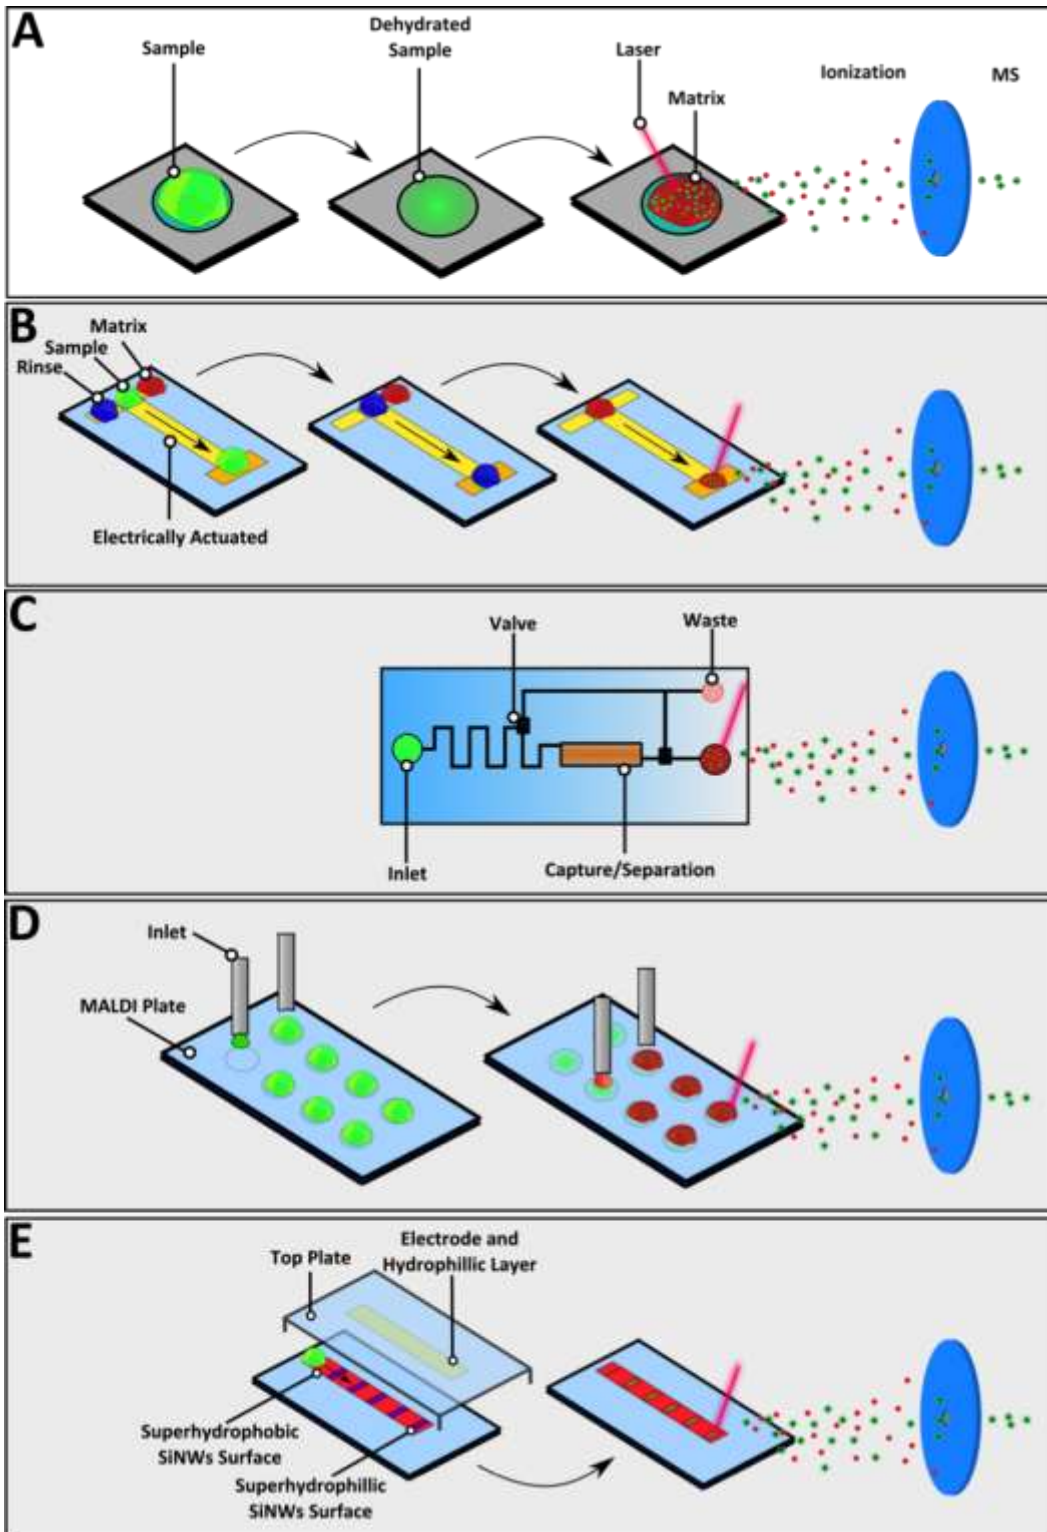 A
Sample
Dehydrated
Sample
Laser
Matrix
Ionization
MS
B
Matrix
Sample
Rinse
Electrically Actuated
C
Valve
Waste
Inlet
Capture/Separation
D
Inlet
MALDI Plate
E
Top Plate
Electrode and
Hydrophillic Layer
Superhydrophobic
SiNWs Surface
Superhydrophillic
SiNWs Surface